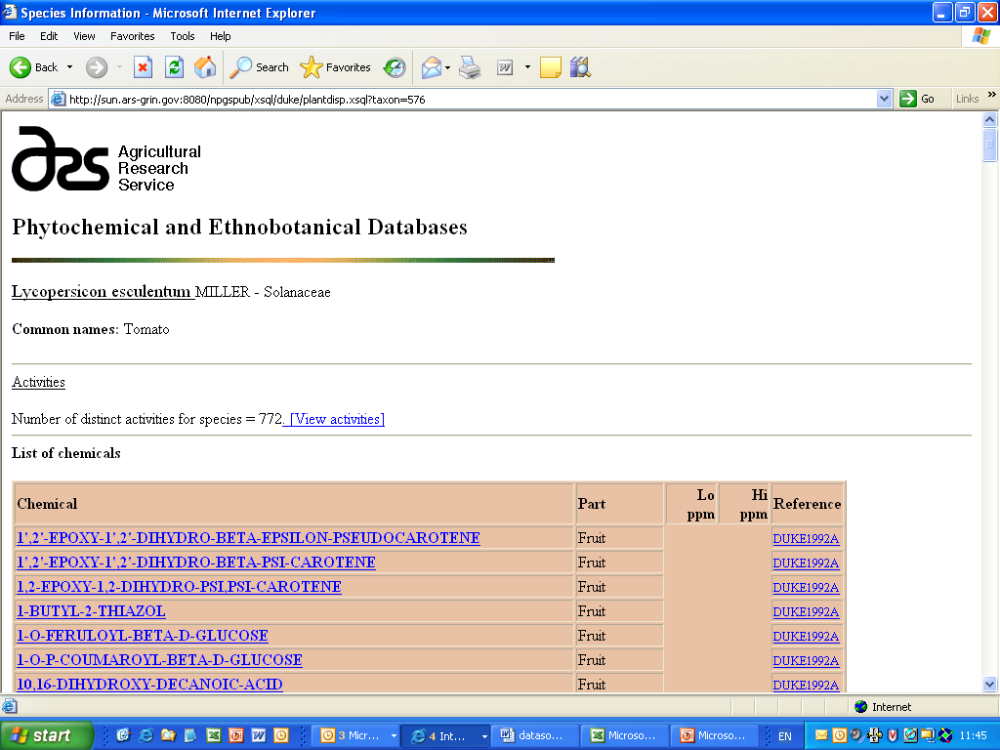 Species Information - Microsoft Internet Explorer
File Edit View Favorites Tools Help
Back Search Favorites
Address http://sun.ars-grin.gov:8080/npgspub/xsql/duke/plantdisp.xsql?taxon=576 Go Links »
ars Agricultural
Research
Service
Phytochemical and Ethnobotanical Databases
Lycopersicon esculentum MILLER - Solanaceae
Common names: Tomato
Activities
Number of distinct activities for species = 772. [View activities]
List of chemicals
Chemical Part Lo ppm Hi ppm Reference
1',2'-EPOXY-1',2'-DIHYDRO-BETA-EPSILON-PSEUDOCAROTENE Fruit DUKE1992A
1',2'-EPOXY-1',2'-DIHYDRO-BETA-PSI-CAROTENE Fruit DUKE1992A
1,2-EPOXY-1,2-DIHYDRO-PSI,PSI-CAROTENE Fruit DUKE1992A
1-BUTYL-2-THIAZOL Fruit DUKE1992A
1-O-FERULOYL-BETA-D-GLUCOSE Fruit DUKE1992A
1-O-P-COUMAROYL-BETA-D-GLUCOSE Fruit DUKE1992A
10,16-DIHYDROXY-DECANOIC-ACID Fruit DUKE1992A
Internet
start 3 Micr... 4 Int... dataso... Microso... Microso... EN 11:45